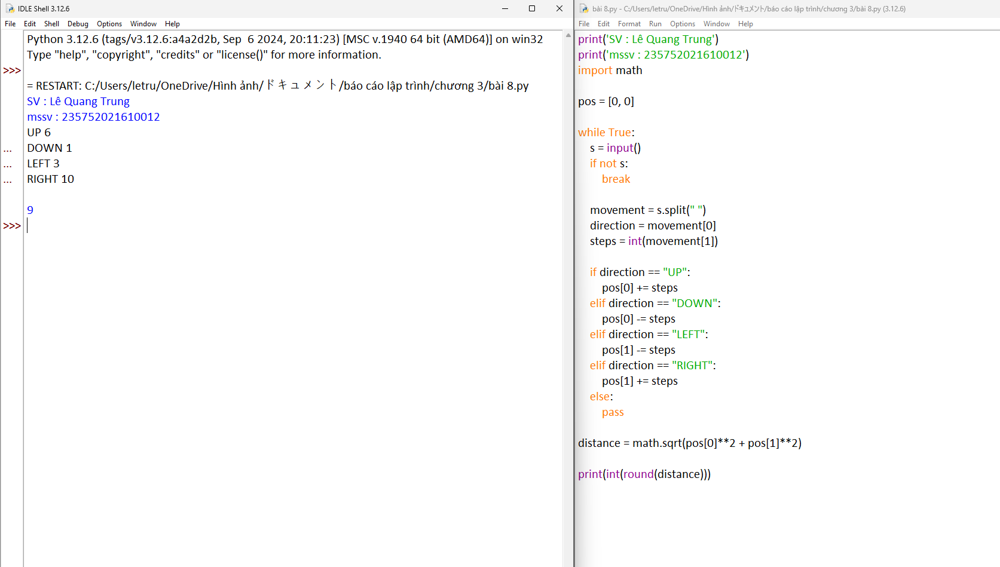 IDLE Shell 3.12.6
File Edit Shell Debug Options Window Help
Python 3.12.6 (tags/v3.12.6:a4a2d2b, Sep  6 2024, 20:11:23) [MSC v.1940 64 bit (AMD64)] on win32
Type "help", "copyright", "credits" or "license()" for more information.
>>>
= RESTART: C:/Users/letru/OneDrive/Hình ảnh/ドキュメント/báo cáo lập trình/chương 3/bài 8.py
SV : Lê Quang Trung
mssv : 235752021610012
UP 6
... DOWN 1
... LEFT 3
... RIGHT 10
9
>>>
bài 8.py - C:/Users/letru/OneDrive/Hình ảnh/ドキュメント/báo cáo lập trình/chương 3/bài 8.py (3.12.6)
File Edit Format Run Options Window Help
print('SV : Lê Quang Trung')
print('mssv : 235752021610012')
import math
pos = [0, 0]
while True:
    s = input()
    if not s:
        break
    movement = s.split(" ")
    direction = movement[0]
    steps = int(movement[1])
    if direction == "UP":
        pos[0] += steps
    elif direction == "DOWN":
        pos[0] -= steps
    elif direction == "LEFT":
        pos[1] -= steps
    elif direction == "RIGHT":
        pos[1] += steps
    else:
        pass
distance = math.sqrt(pos[0]**2 + pos[1]**2)
print(int(round(distance)))